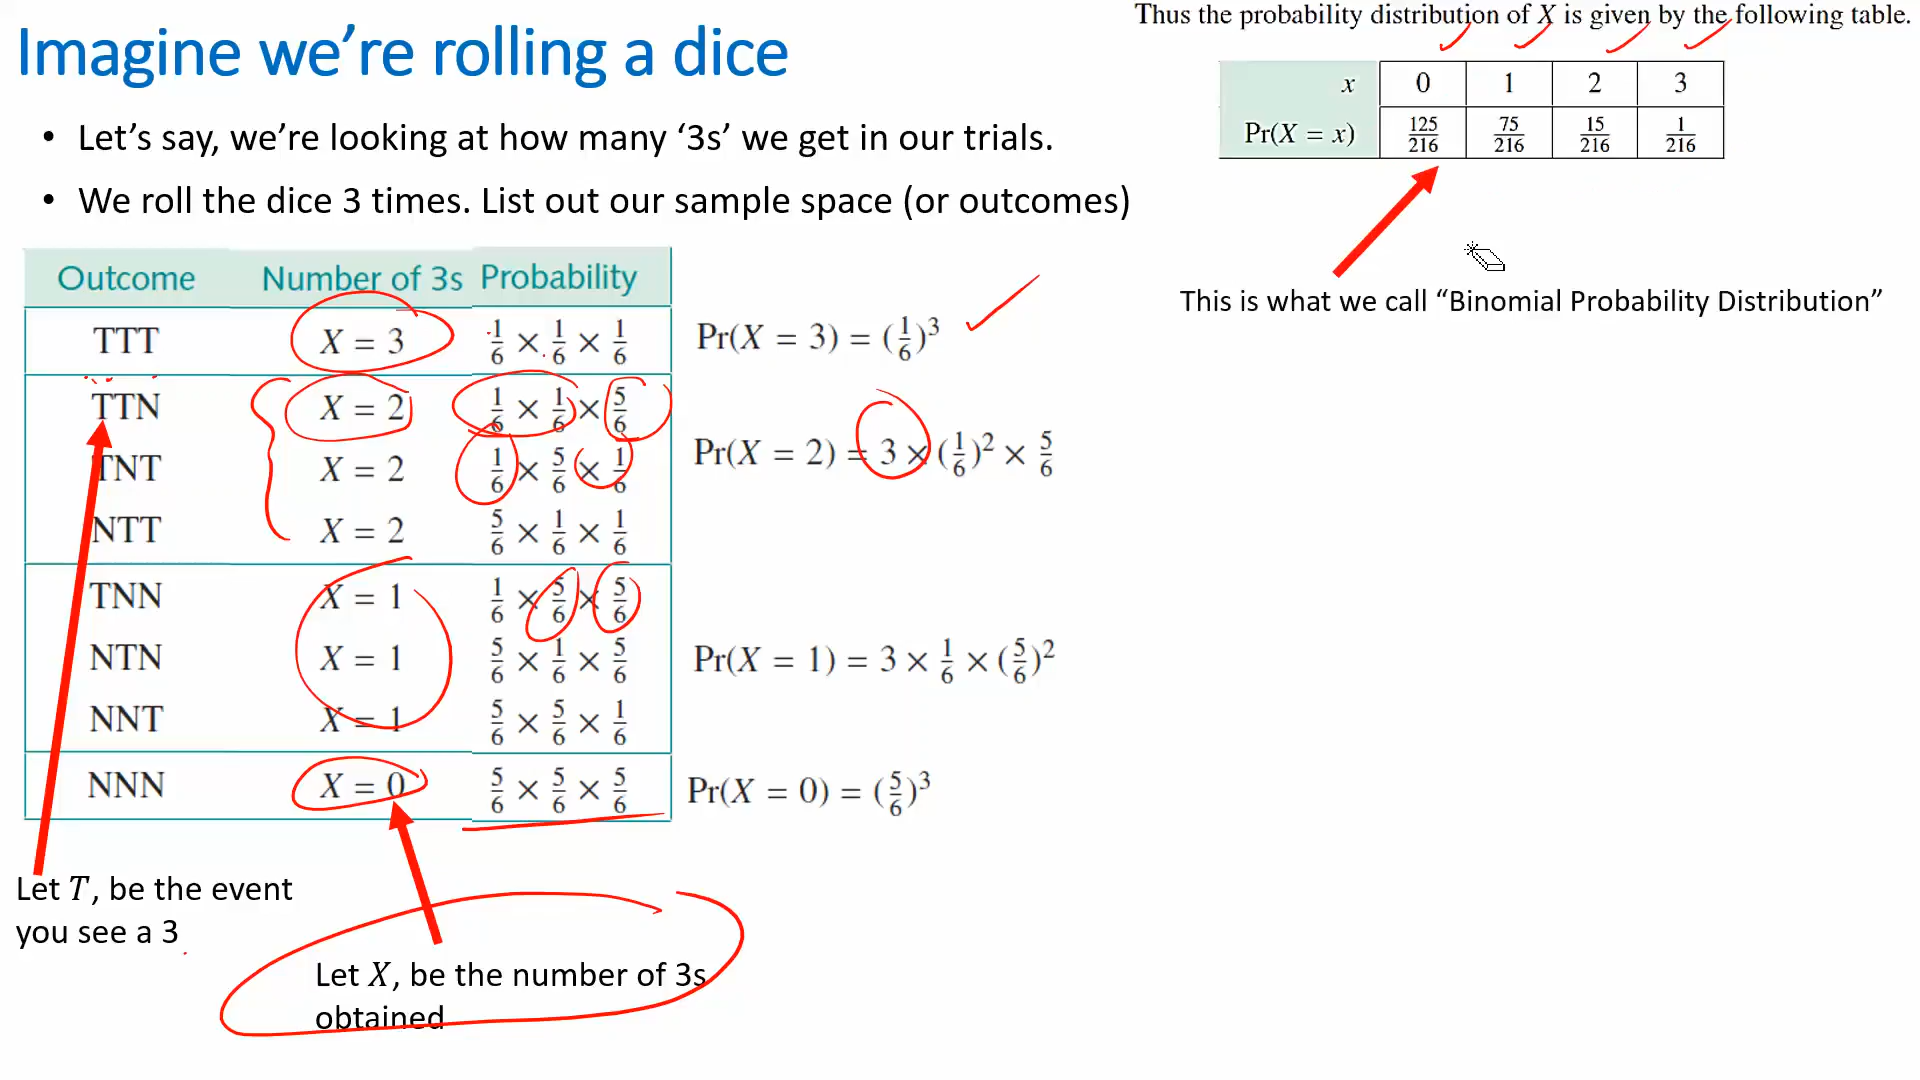 Imagine we’re rolling a dice
• Let’s say, we’re looking at how many ‘3s’ we get in our trials.
• We roll the dice 3 times. List out our sample space (or outcomes)
Outcome Number of 3s Probability
TTT X = 3 1/6 × 1/6 × 1/6 Pr(X = 3) = (1/6)³
TTN X = 2 1/6 × 1/6 × 5/6
TNT X = 2 1/6 × 5/6 × 1/6 Pr(X = 2) = 3 × (1/6)² × 5/6
NTT X = 2 5/6 × 1/6 × 1/6
TNN X = 1 1/6 × 5/6 × 5/6
NTN X = 1 5/6 × 1/6 × 5/6 Pr(X = 1) = 3 × 1/6 × (5/6)²
NNT X = 1 5/6 × 5/6 × 1/6
NNN X = 0 5/6 × 5/6 × 5/6 Pr(X = 0) = (5/6)³
Let T, be the event
you see a 3
Let X, be the number of 3s
obtained
Thus the probability distribution of X is given by the following table.
x 0 1 2 3
Pr(X = x) 125/216 75/216 15/216 1/216
This is what we call “Binomial Probability Distribution”